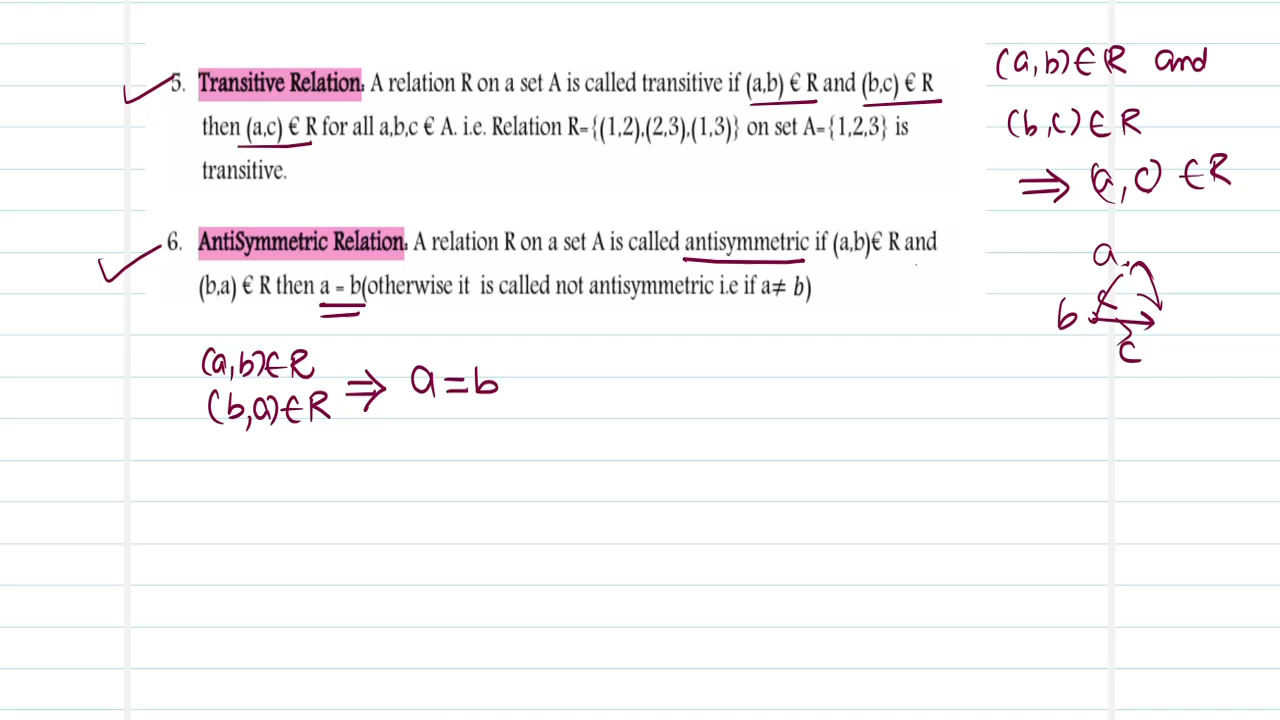 5. Transitive Relation: A relation R on a set A is called transitive if (a,b) € R and (b,c) € R
then (a,c) € R for all a,b,c € A. i.e. Relation R={(1,2),(2,3),(1,3)} on set A={1,2,3} is
transitive.
6. AntiSymmetric Relation: A relation R on a set A is called antisymmetric if (a,b)€ R and
(b,a) € R then a = b(otherwise it is called not antisymmetric i.e if a≠ b)
(a,b)∈R
(b,a)∈R ⇒ a=b
(a,b)∈R and
(b,c)∈R
⇒ (a,c)∈R
a
b
c